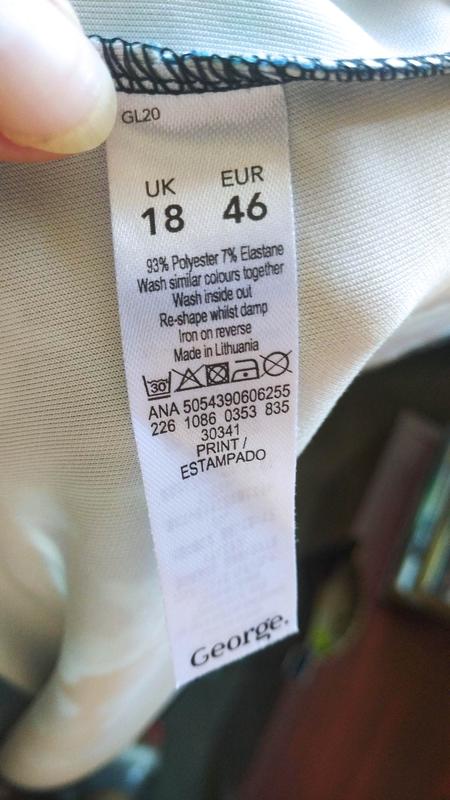 GL20
UK EUR
18 46
93% Polyester 7% Elastane
Wash similar colours together
Wash inside out
Re-shape whilst damp
Iron on reverse
Made in Lithuania
30°
ANA 5054390606255
226 1086 0353 835
30341
PRINT /
ESTAMPADO
George.